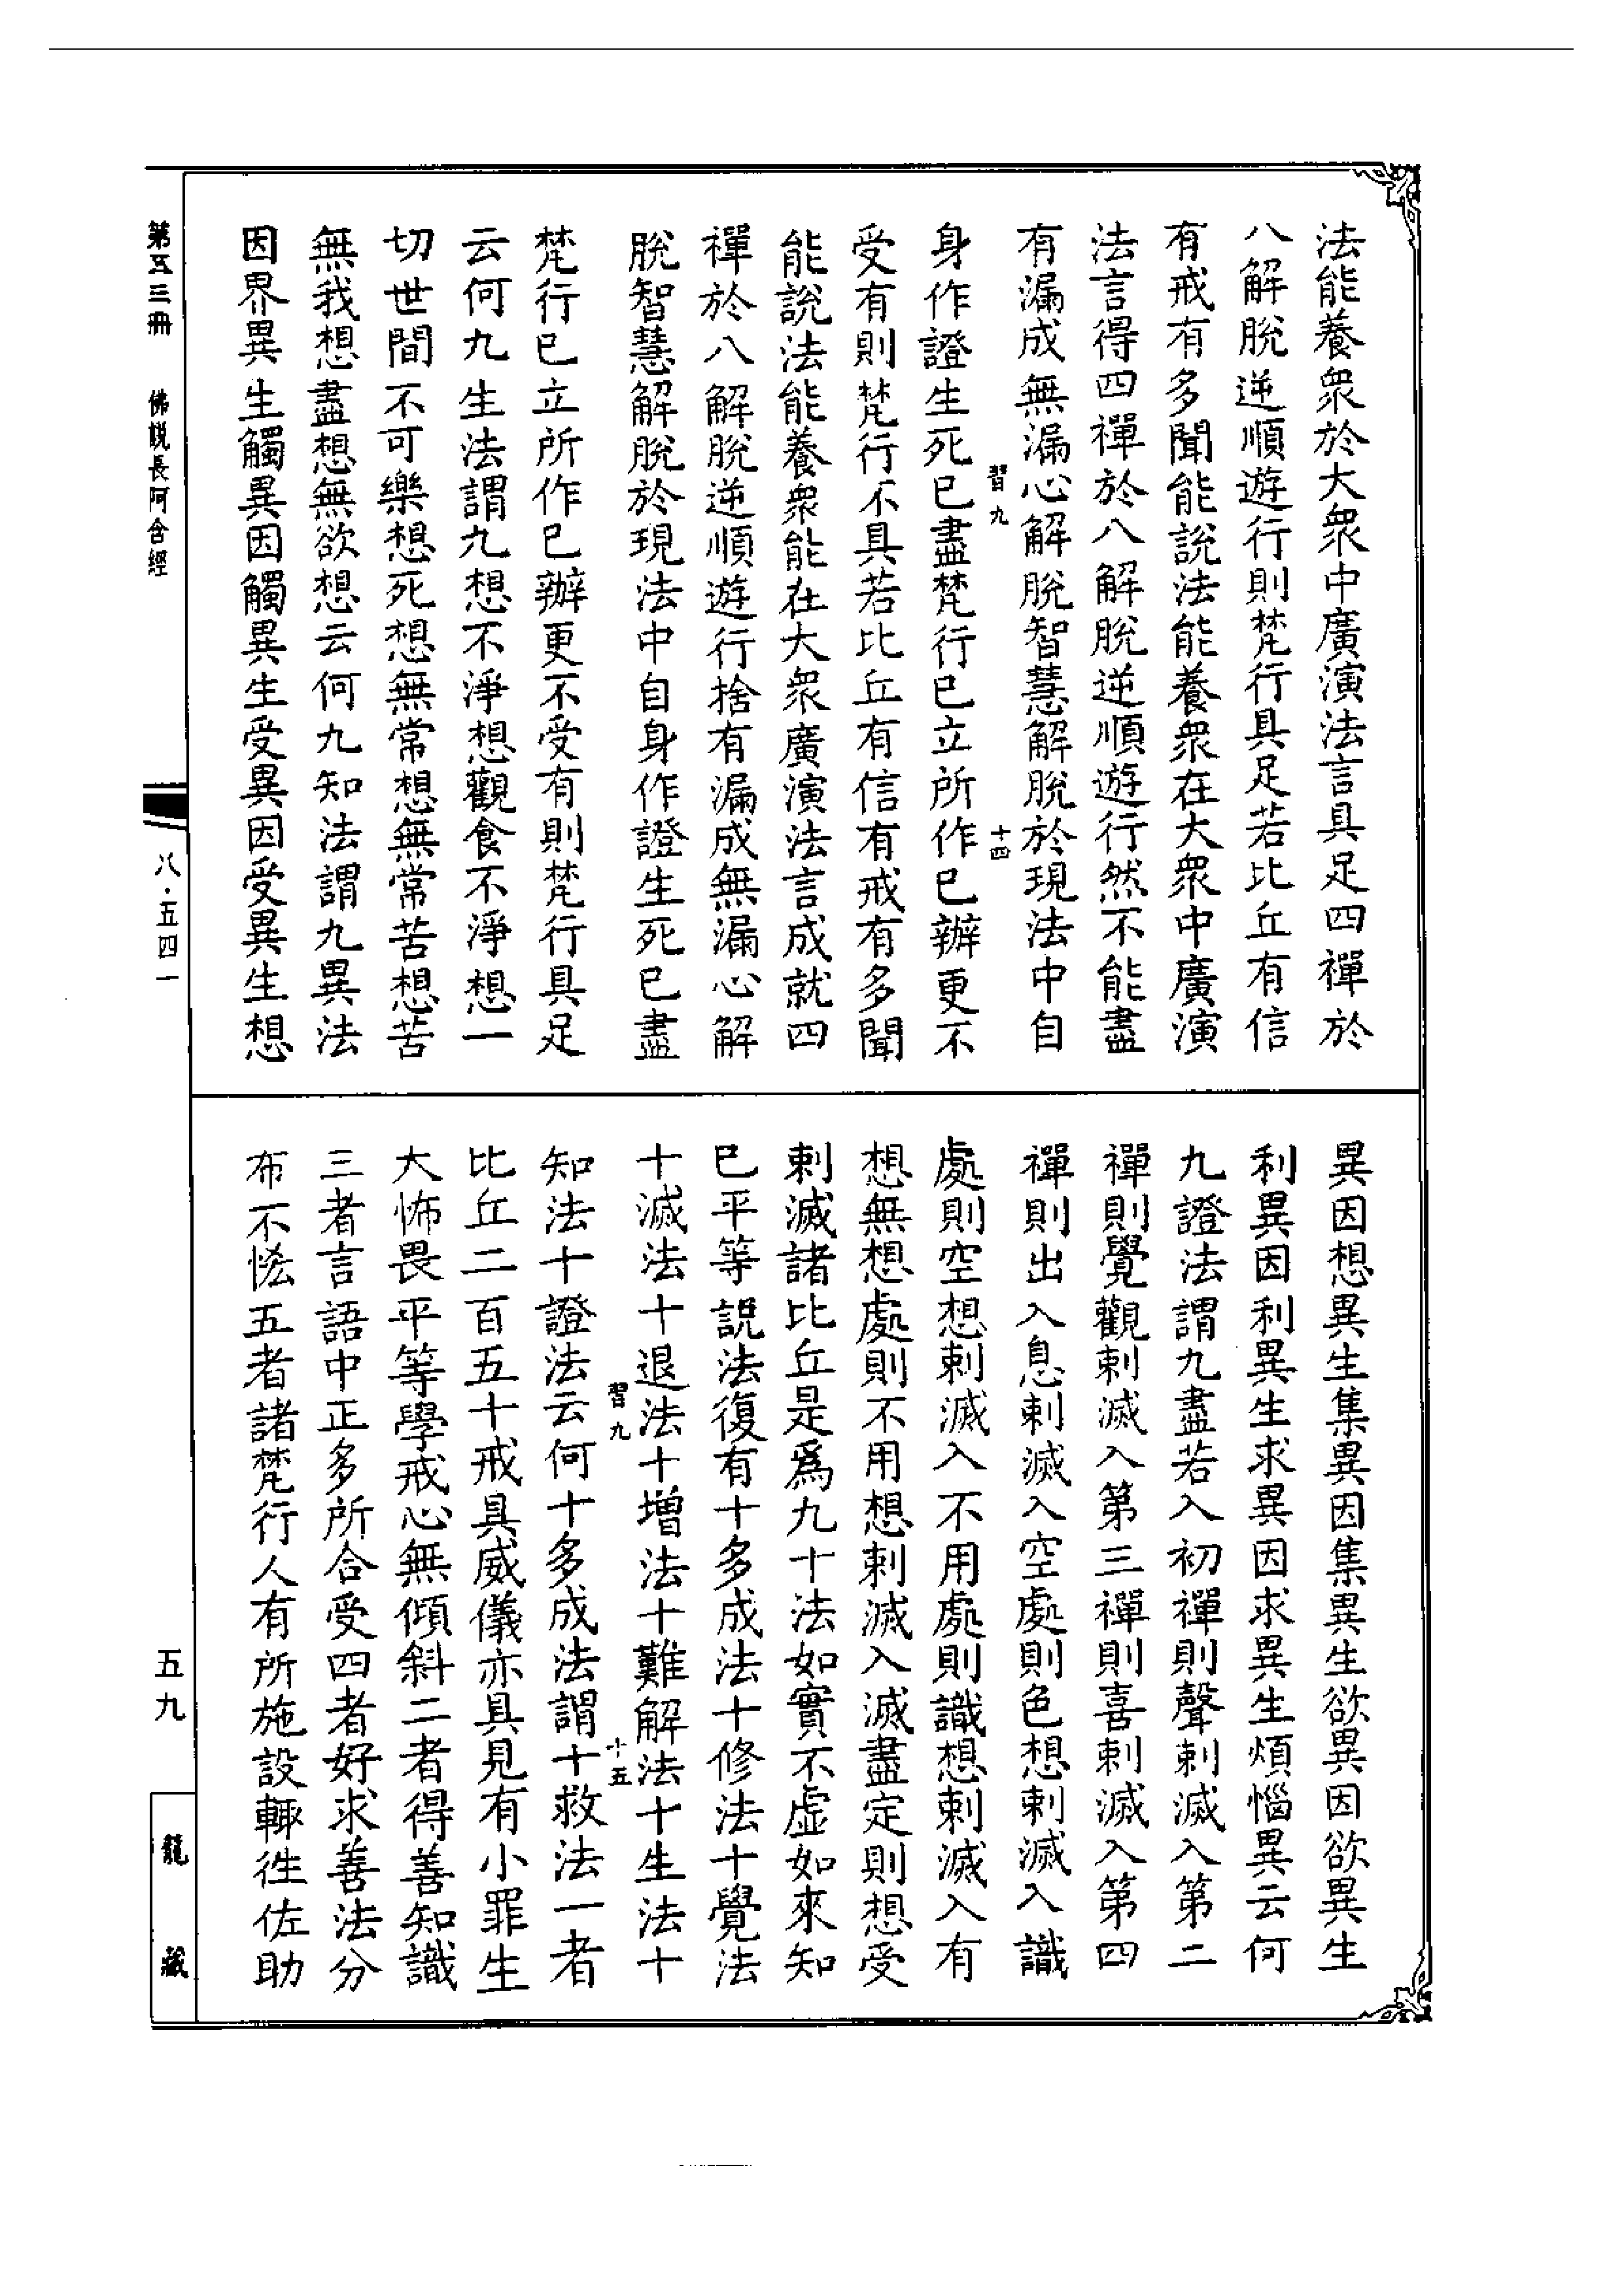 法能養衆於大衆中廣演法言具足四禪於
八解脫逆順遊行則梵行具足若比丘有信
有戒有多聞能說法能養衆在大衆中廣演
法言得四禪於八解脫逆順遊行然不能盡
有漏成無漏心解脫智慧解脫於現法中自
習九
十四
身作證生死已盡梵行已立所作已辦更不
受有則梵行不具若比丘有信有戒有多聞
能說法能養衆能在大衆廣演法言成就四
禪於八解脫逆順遊行捨有漏成無漏心解
脫智慧解脫於現法中自身作證生死已盡
梵行已立所作已辦更不受有則梵行具足
云何九生法謂九想不淨想觀食不淨想一
切世間不可樂想死想無常想無常苦想苦
無我想盡想無欲想云何九知法謂九異法
因界異生觸異因觸異生受異因受異生想
異因想異生集異因集異生欲異因欲異生
利異因利異生求異因求異生煩惱異云何
九證法謂九盡若入初禪則聲刺滅入第二
禪則覺觀刺滅入第三禪則喜刺滅入第四
禪則出入息刺滅入空處則色想刺滅入識
處則空想刺滅入不用處則識想刺滅入有
想無想處則不用想刺滅入滅盡定則想受
刺滅諸比丘是爲九十法如實不虛如來知
已平等說法復有十多成法十修法十覺法
十滅法十退法十增法十難解法十生法十
習九
十五
知法十證法云何十多成法謂十救法一者
比丘二百五十戒具威儀亦具見有小罪生
大怖畏平等學戒心無傾斜二者得善知識
三者言語中正多所合受四者好求善法分
布不悋五者諸梵行人有所施設輙徃佐助
第五三冊
佛說長阿含經
八·五四一
五九
龍藏